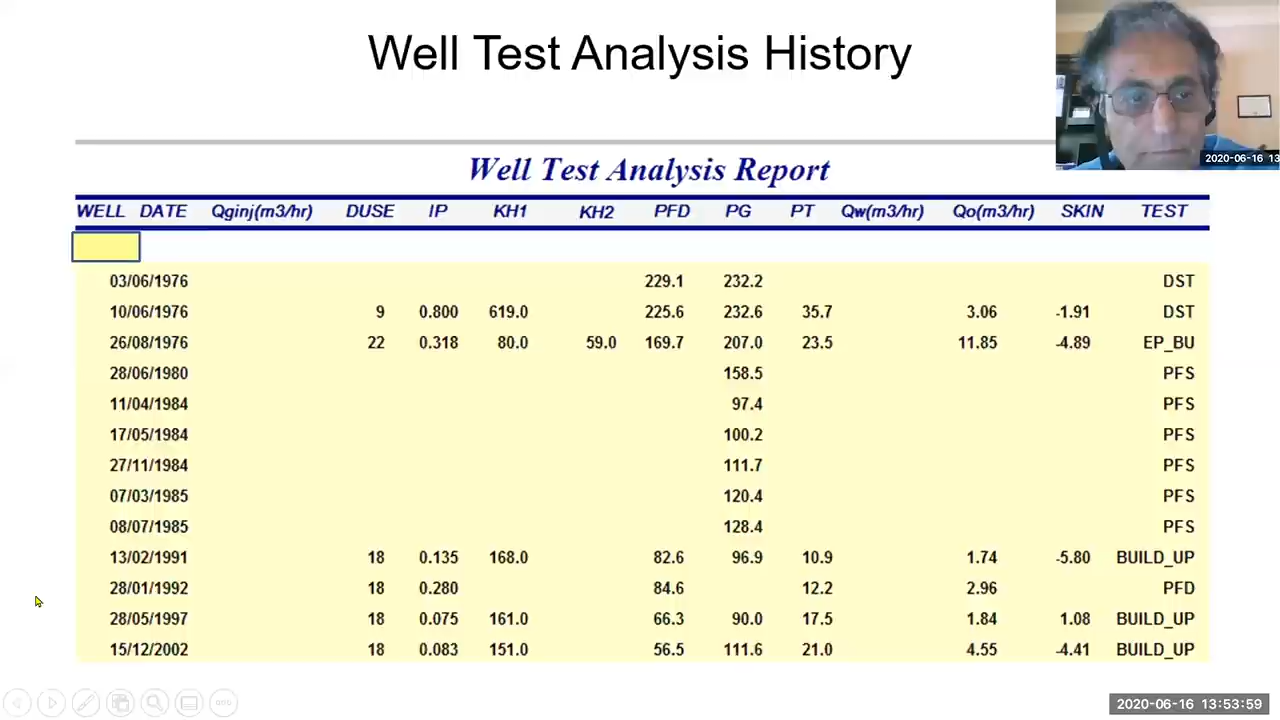 Well Test Analysis History
2020-06-16 13
Well Test Analysis Report
WELL DATE Qginj(m3/hr) DUSE IP KH1 KH2 PFD PG PT Qw(m3/hr) Qo(m3/hr) SKIN TEST
03/06/1976 229.1 232.2 DST
10/06/1976 9 0.800 619.0 225.6 232.6 35.7 3.06 -1.91 DST
26/08/1976 22 0.318 80.0 59.0 169.7 207.0 23.5 11.85 -4.89 EP_BU
28/06/1980 158.5 PFS
11/04/1984 97.4 PFS
17/05/1984 100.2 PFS
27/11/1984 111.7 PFS
07/03/1985 120.4 PFS
08/07/1985 128.4 PFS
13/02/1991 18 0.135 168.0 82.6 96.9 10.9 1.74 -5.80 BUILD_UP
28/01/1992 18 0.280 84.6 12.2 2.96 PFD
28/05/1997 18 0.075 161.0 66.3 90.0 17.5 1.84 1.08 BUILD_UP
15/12/2002 18 0.083 151.0 56.5 111.6 21.0 4.55 -4.41 BUILD_UP
2020-06-16 13:53:59